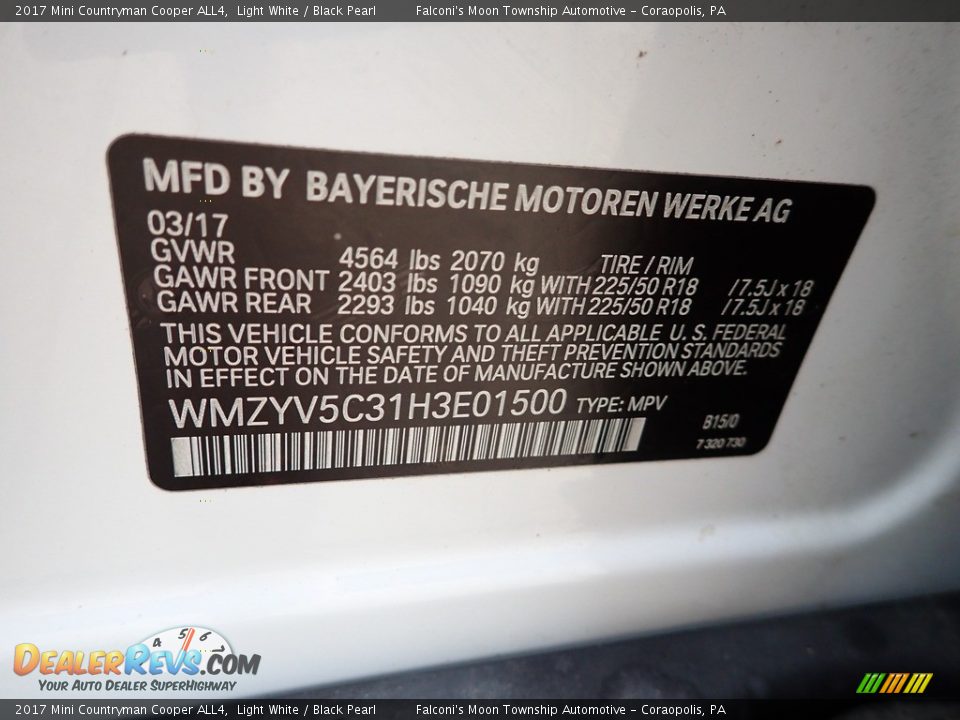 2017 Mini Countryman Cooper ALL4,  Light White / Black Pearl        Falconi's Moon Township Automotive - Coraopolis, PA
MFD BY BAYERISCHE MOTOREN WERKE AG
03/17
GVWR 4564 lbs 2070 kg TIRE / RIM
GAWR FRONT 2403 lbs 1090 kg WITH 225/50 R18 / 7.5J x 18
GAWR REAR 2293 lbs 1040 kg WITH 225/50 R18 / 7.5J x 18
THIS VEHICLE CONFORMS TO ALL APPLICABLE U. S. FEDERAL
MOTOR VEHICLE SAFETY AND THEFT PREVENTION STANDARDS
IN EFFECT ON THE DATE OF MANUFACTURE SHOWN ABOVE.
WMZYV5C31H3E01500 TYPE: MPV
B15/0
7 320 730
4 5 6
DEALERREVS.COM
YOUR AUTO DEALER SUPERHIGHWAY
2017 Mini Countryman Cooper ALL4,  Light White / Black Pearl        Falconi's Moon Township Automotive - Coraopolis, PA